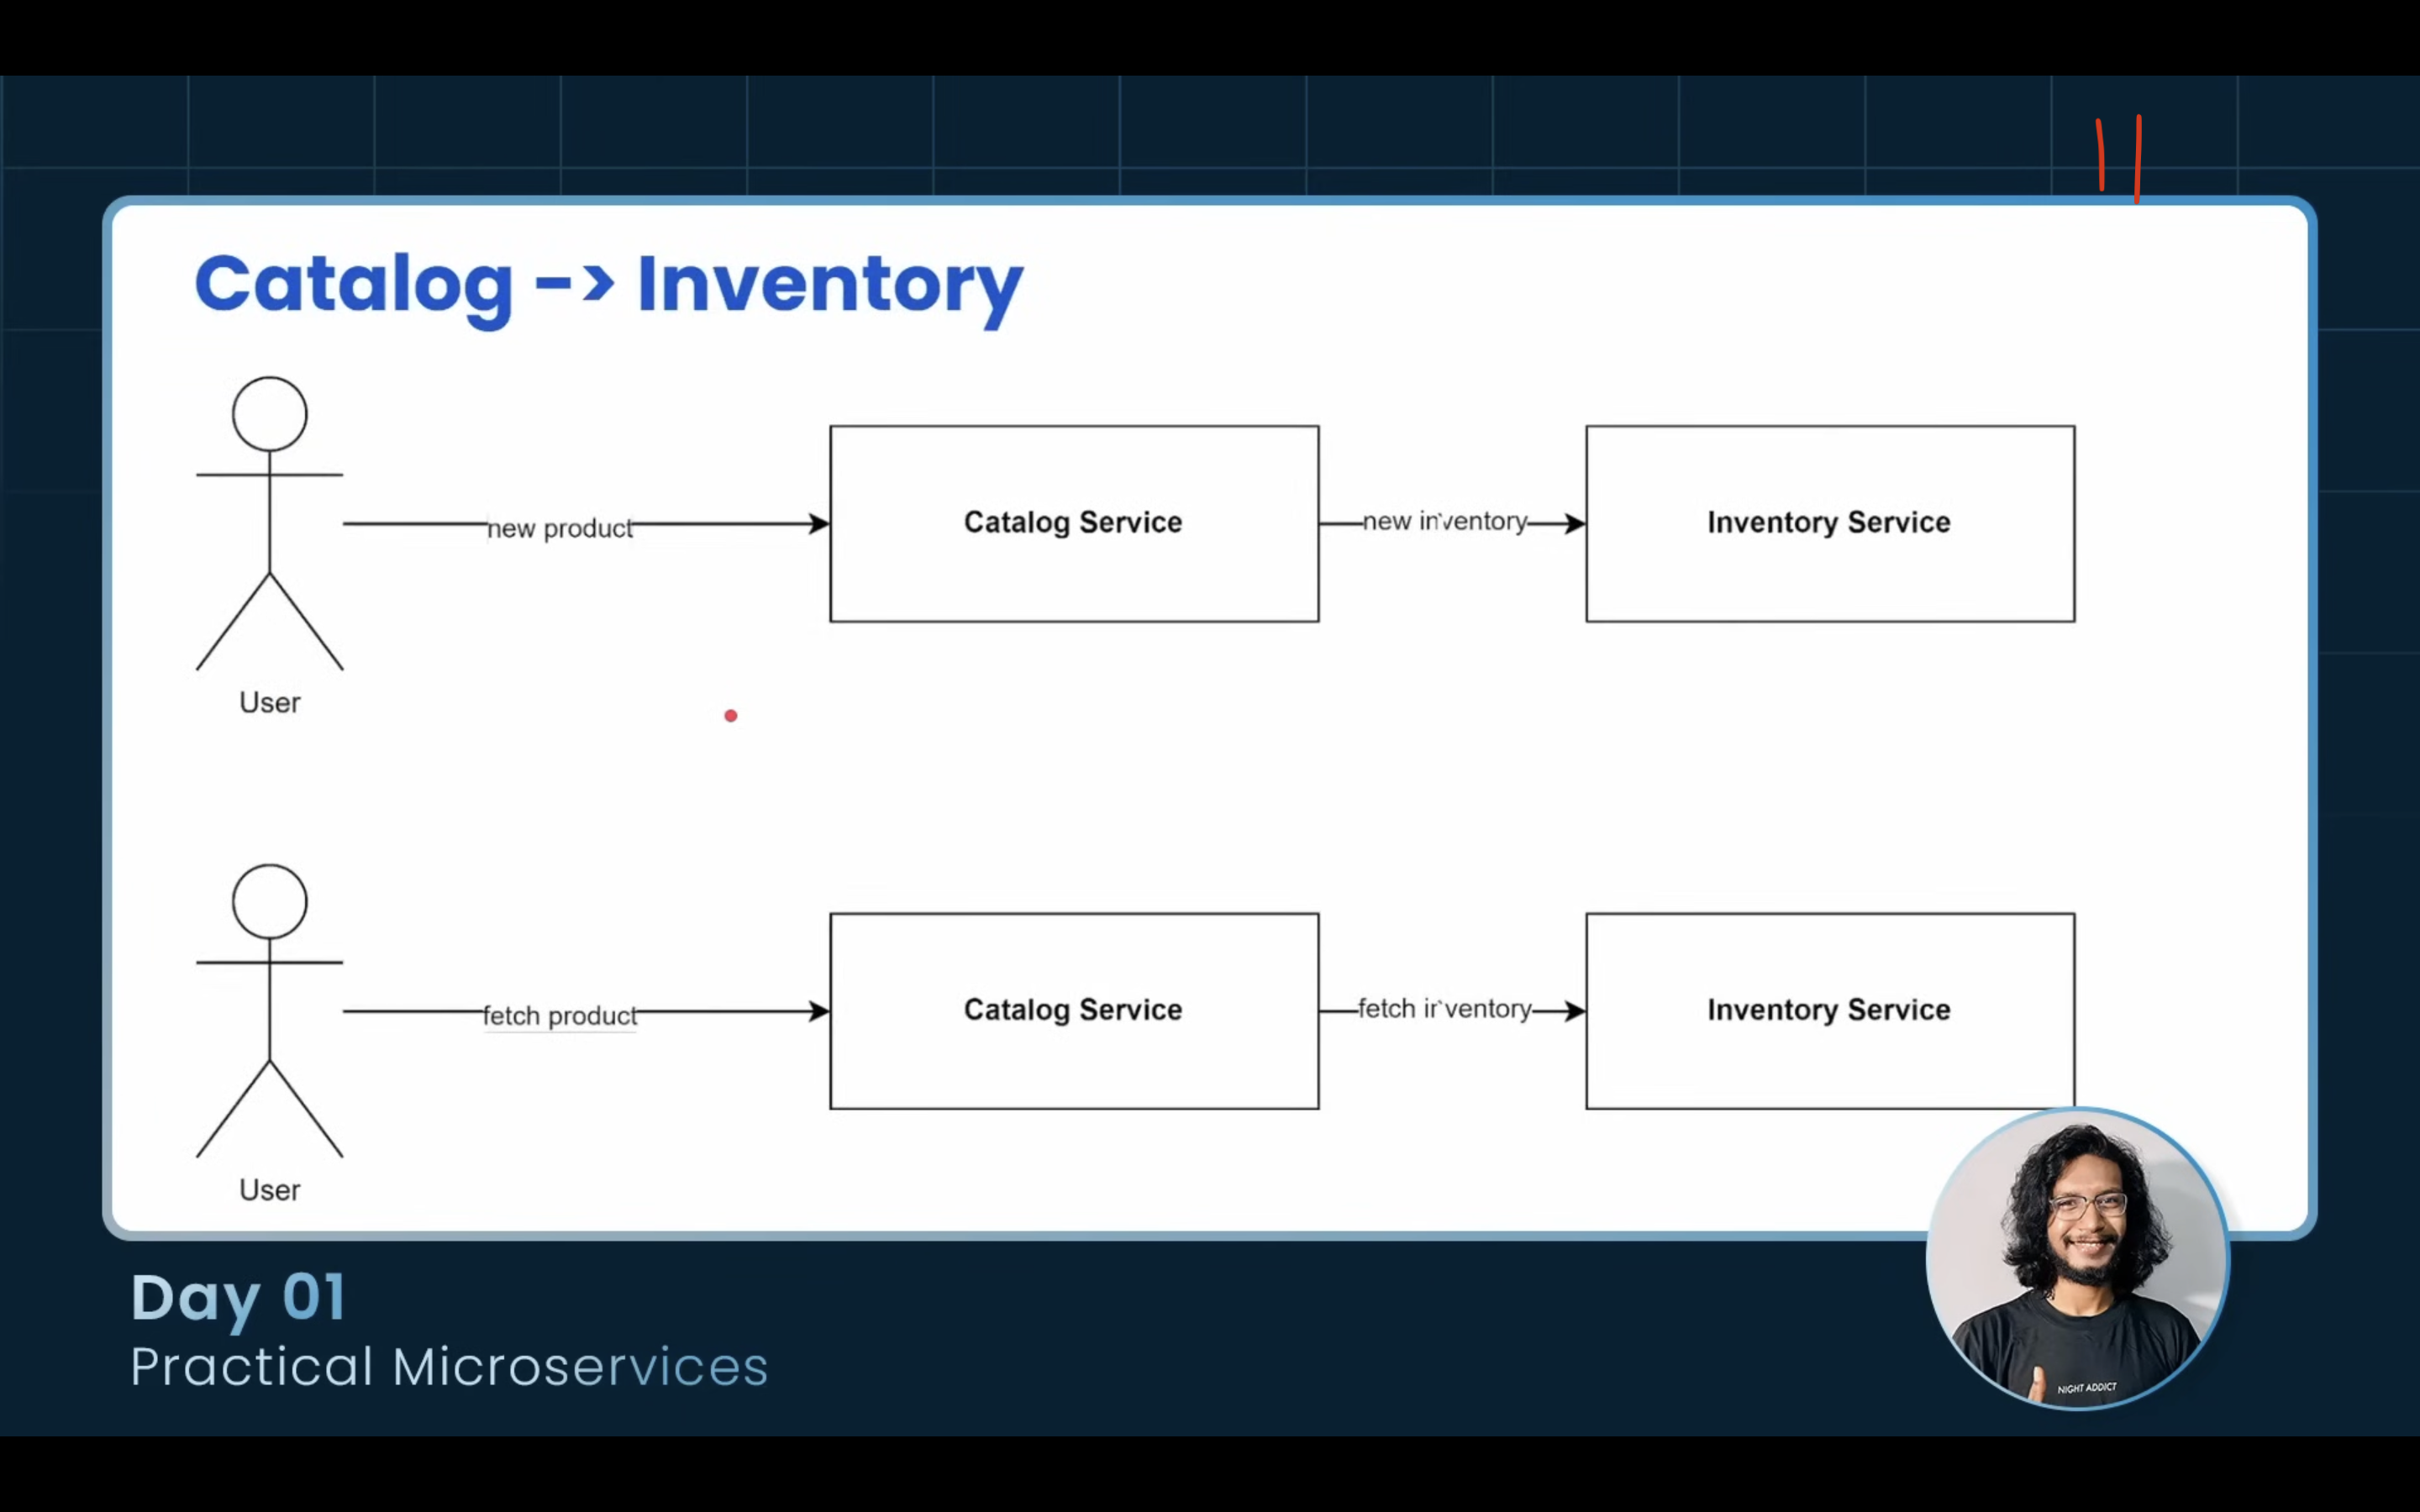 Catalog -> Inventory
new product
Catalog Service
new inventory
Inventory Service
User
fetch product
Catalog Service
fetch inventory
Inventory Service
User
NIGHT ADDICT
Day 01
Practical Microservices